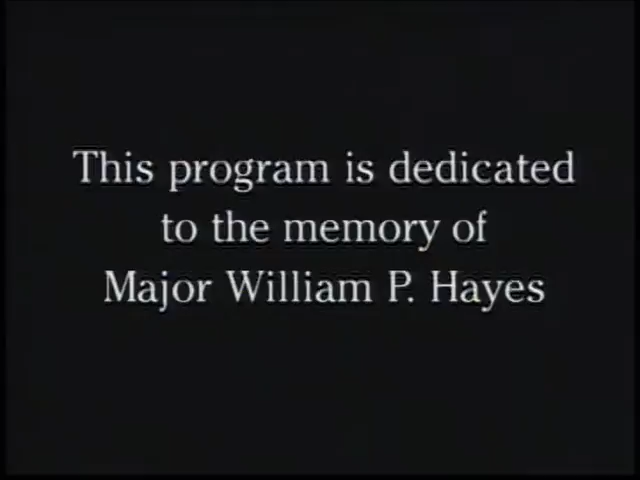 This program is dedicated
to the memory of
Major William P. Hayes